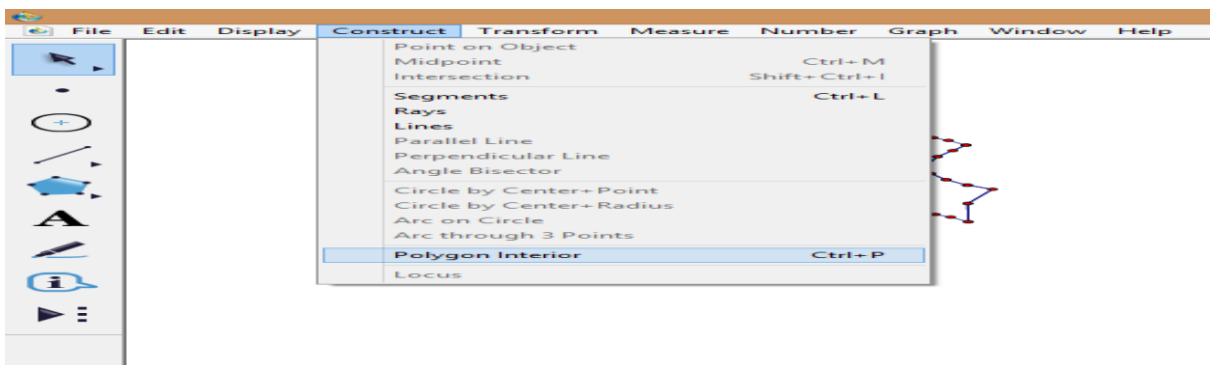 File Edit Display Construct Transform Measure Number Graph Window Help
Point on Object
Midpoint Ctrl+M
Intersection Shift+Ctrl+I
Segments Ctrl+L
Rays
Lines
Parallel Line
Perpendicular Line
Angle Bisector
Circle by Center+Point
Circle by Center+Radius
Arc on Circle
Arc through 3 Points
Polygon Interior Ctrl+P
Locus
A
i